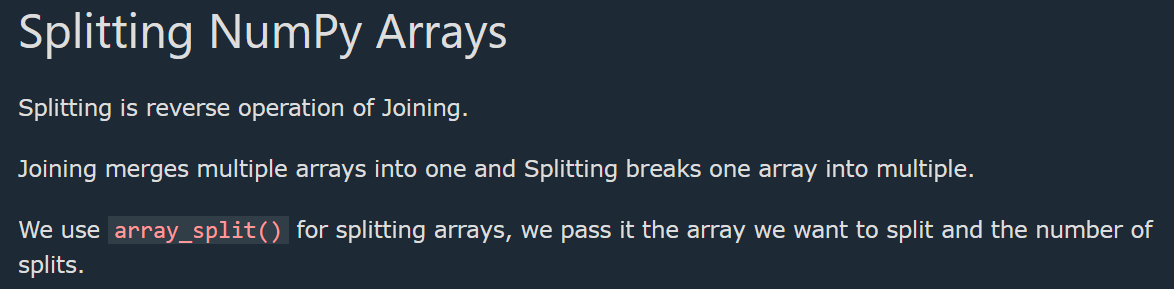 Splitting NumPy Arrays
Splitting is reverse operation of Joining.
Joining merges multiple arrays into one and Splitting breaks one array into multiple.
We use array_split() for splitting arrays, we pass it the array we want to split and the number of
splits.